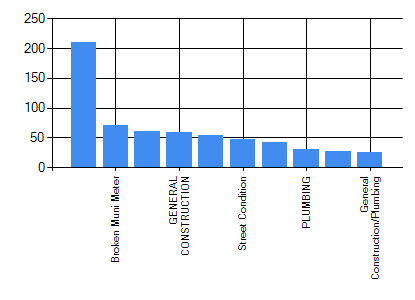 250
200
150
100
50
0
Broken Muni Meter
GENERAL
CONSTRUCTION
Street Condition
PLUMBING
General
Construction/Plumbing